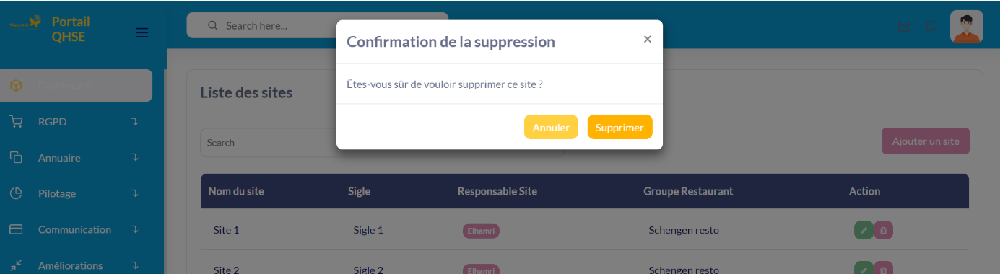 Portail
QHSE
Search here...
Confirmation de la suppression
×
Êtes-vous sûr de vouloir supprimer ce site ?
Annuler Supprimer
Dashboard
RGPD
Annuaire
Pilotage
Communication
Améliorations
Liste des sites
Search
Ajouter un site
Nom du site Sigle Responsable Site Groupe Restaurant Action
Site 1 Sigle 1 Elhamri Schengen resto
Site 2 Sigle 2 Elhamri Schengen resto